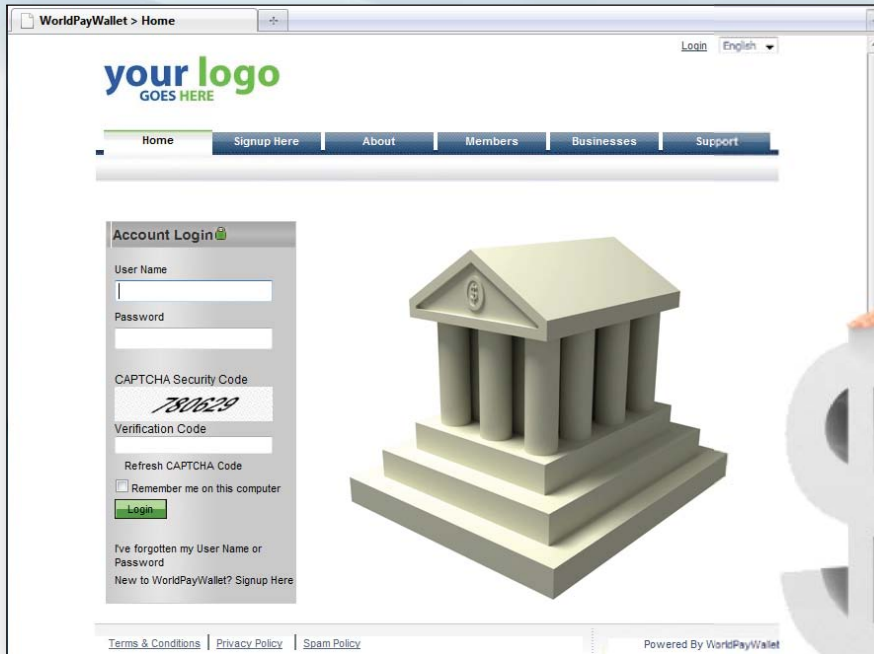 WorldPayWallet > Home
Login English
your logo
GOES HERE
Home Signup Here About Members Businesses Support
Account Login
User Name
Password
CAPTCHA Security Code
780629
Verification Code
Refresh CAPTCHA Code
Remember me on this computer
Login
I've forgotten my User Name or
Password
New to WorldPayWallet? Signup Here
Terms & Conditions | Privacy Policy | Spam Policy
Powered By WorldPayWallet